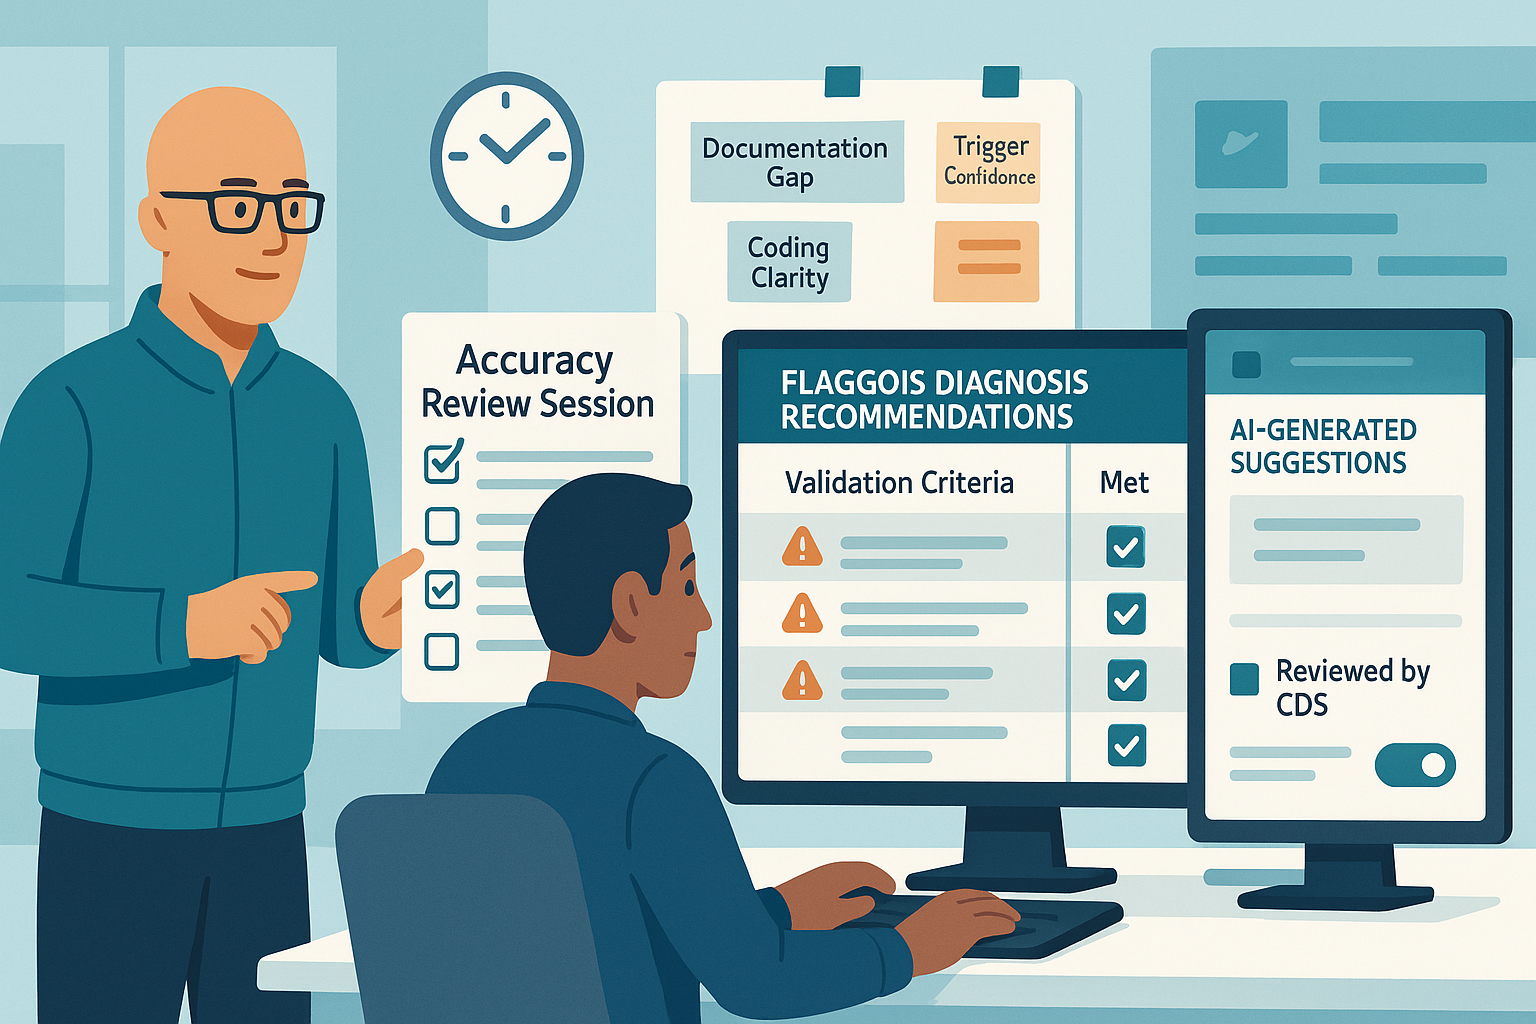 Documentation
Gap
Trigger
Confidonce
Coding
Clarity
Accuracy
Review Session
FLAGGOIS DIAGNOSIS
RECOMMENDATIONS
Validation Criteria
Met
AI-GENERATED
SUGGESTIONS
Reviewed by
CDS